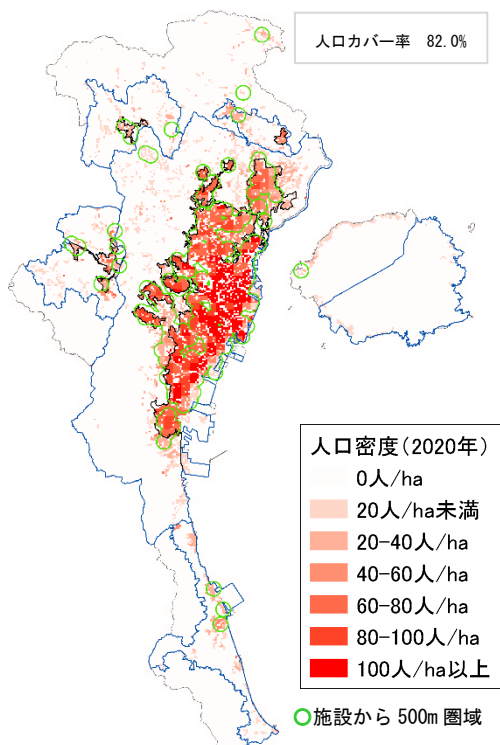 人口カバー率 82.0%
人口密度(2020年)
0人/ha
20人/ha未満
20-40人/ha
40-60人/ha
60-80人/ha
80-100人/ha
100人/ha以上
施設から500m圏域